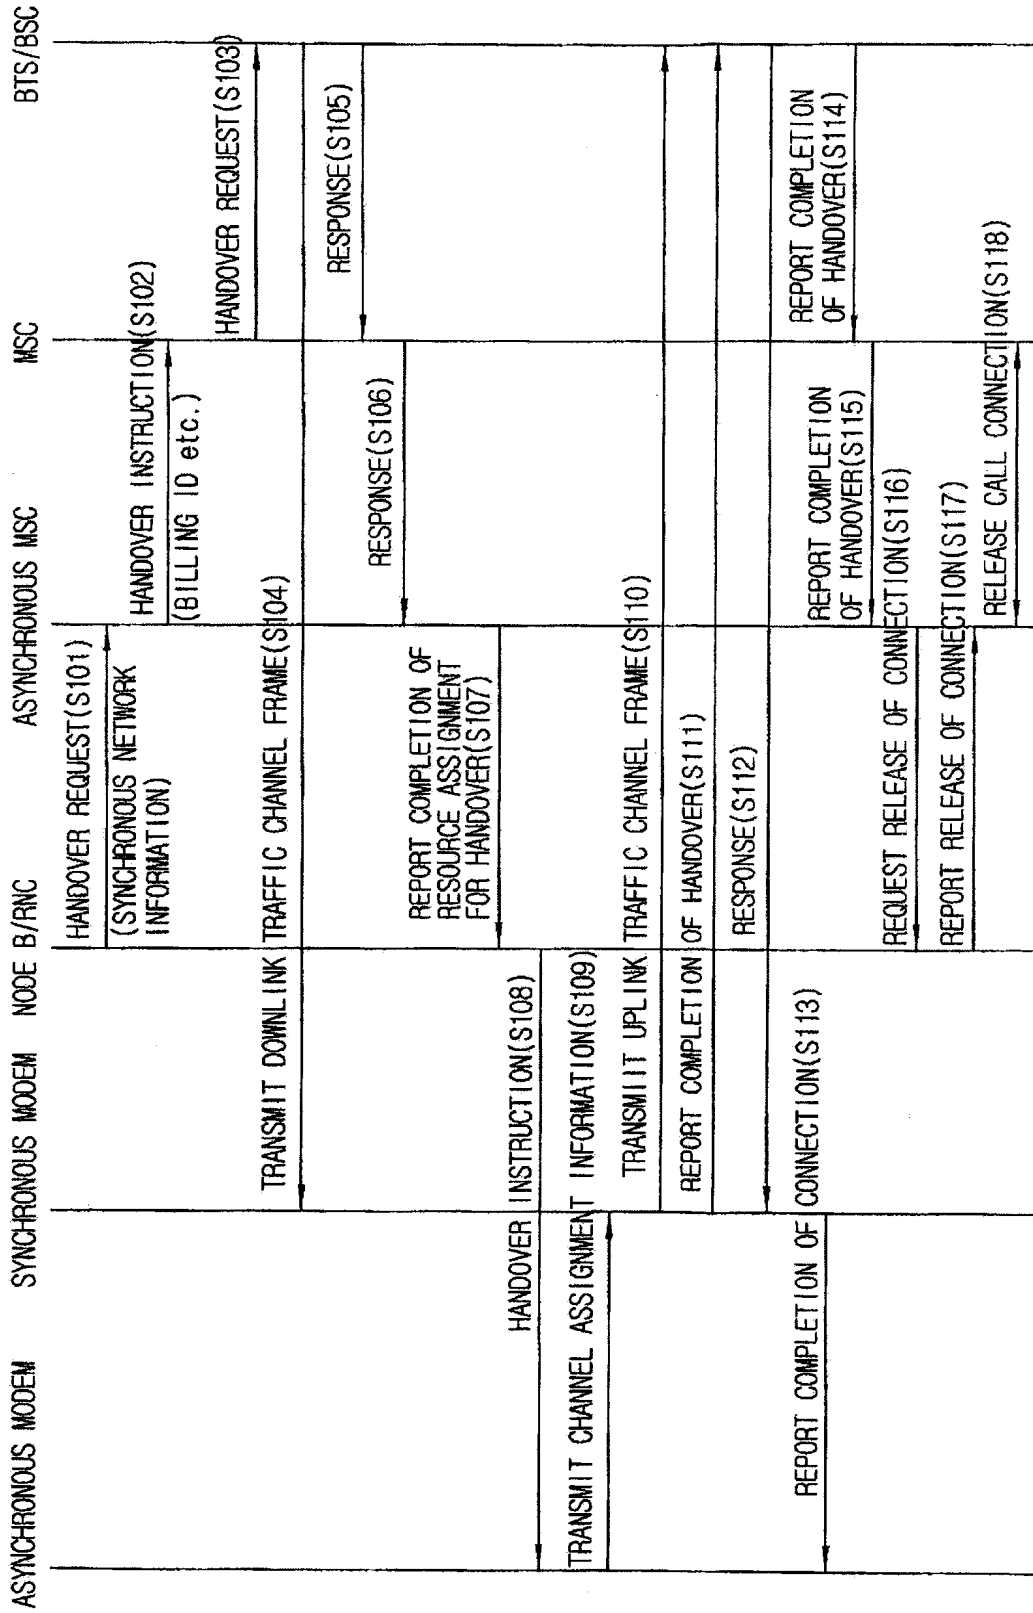 ASYNCHRONOUS MODEM
SYNCHRONOUS MODEM
NODE B/RNC
ASYNCHRONOUS MSC
MSC
BTS/BSC
HANDOVER REQUEST(S101)
(SYNCHRONOUS NETWORK
INFORMATION)
HANDOVER INSTRUCTION(S102)
(BILLING ID etc.)
HANDOVER REQUEST(S103)
TRANSMIT DOWNLINK TRAFFIC CHANNEL FRAME(S104)
RESPONSE(S105)
RESPONSE(S106)
REPORT COMPLETION OF
RESOURCE ASSIGNMENT
FOR HANDOVER(S107)
HANDOVER INSTRUCTION(S108)
TRANSMIT CHANNEL ASSIGNMENT INFORMATION(S109)
TRANSMIIT UPLINK TRAFFIC CHANNEL FRAME(S110)
REPORT COMPLETION OF HANDOVER(S111)
RESPONSE(S112)
REPORT COMPLETION OF CONNECTION(S113)
REPORT COMPLETION
OF HANDOVER(S114)
REPORT COMPLETION
OF HANDOVER(S115)
REQUEST RELEASE OF CONNECTION(S116)
REPORT RELEASE OF CONNECTION(S117)
RELEASE CALL CONNECTION(S118)